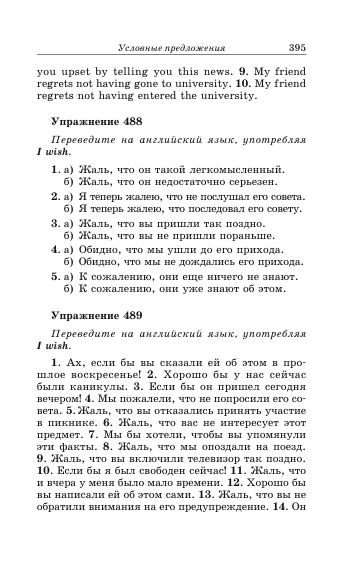 Условные предложения 395
you upset by telling you this news. 9. My friend
regrets not having gone to university. 10. My friend
regrets not having entered the university.
Упражнение 488
Переведите на английский язык, употребляя
I wish.
1. а) Жаль, что он такой легкомысленный.
б) Жаль, что он недостаточно серьезен.
2. а) Я теперь жалею, что не послушал его совета.
б) Я теперь жалею, что последовал его совету.
3. а) Жаль, что вы пришли так поздно.
б) Жаль, что вы не пришли пораньше.
4. а) Обидно, что мы ушли до его прихода.
б) Обидно, что мы не дождались его прихода.
5. а) К сожалению, они еще ничего не знают.
б) К сожалению, они уже знают об этом.
Упражнение 489
Переведите на английский язык, употребляя
I wish.
1. Ах, если бы вы сказали ей об этом в про-
шлое воскресенье! 2. Хорошо бы у нас сейчас
были каникулы. 3. Если бы он пришел сегодня
вечером! 4. Мы пожалели, что не попросили его со-
вета. 5. Жаль, что вы отказались принять участие
в пикнике. 6. Жаль, что вас не интересует этот
предмет. 7. Мы бы хотели, чтобы вы упомянули
эти факты. 8. Жаль, что мы опоздали на поезд.
9. Жаль, что вы включили телевизор так поздно.
10. Если бы я был свободен сейчас! 11. Жаль, что
и вчера у меня было мало времени. 12. Хорошо бы
вы написали ей об этом сами. 13. Жаль, что вы не
обратили внимания на его предупреждение. 14. Он